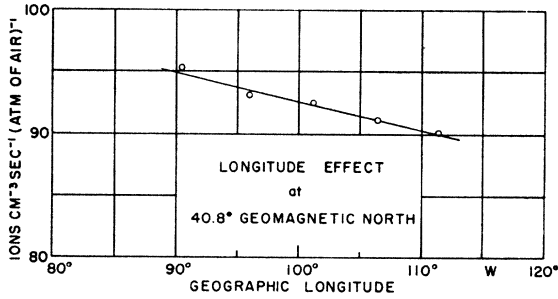 IONS CM⁻³ SEC⁻¹ (ATM OF AIR)⁻¹
100
90
80
LONGITUDE EFFECT
at
40.8° GEOMAGNETIC NORTH
80° 90° 100° 110° W 120°
GEOGRAPHIC LONGITUDE